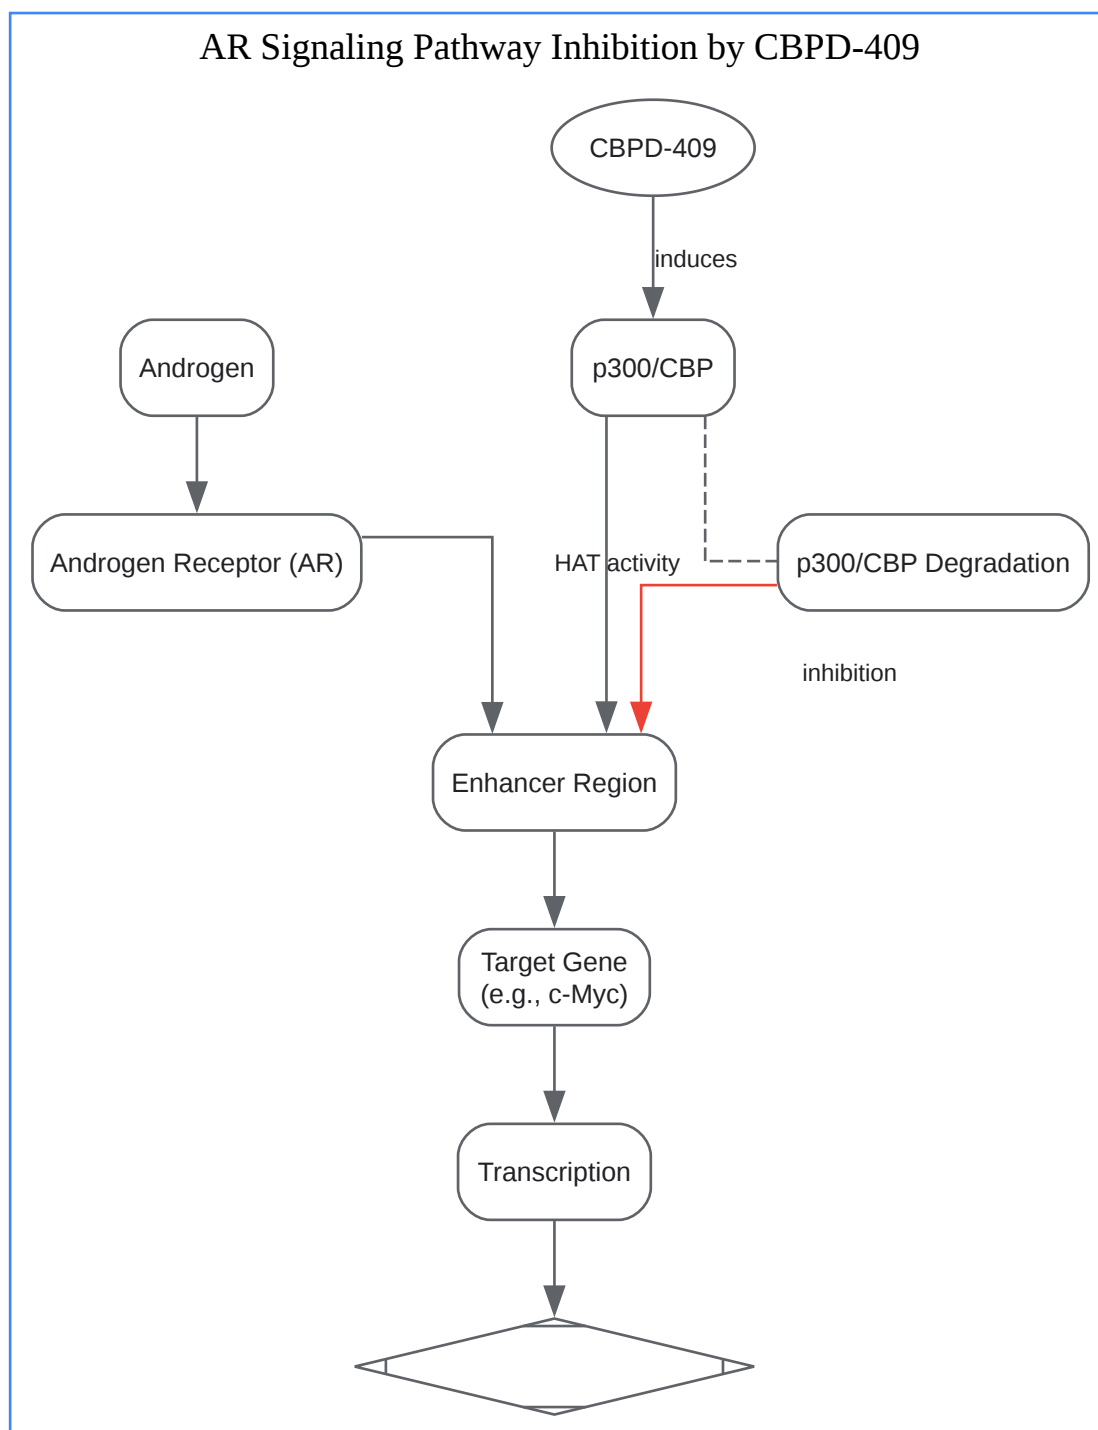 AR Signaling Pathway Inhibition by CBPD-409
CBPD-409
induces
Androgen
p300/CBP
Androgen Receptor (AR)
HAT activity
p300/CBP Degradation
inhibition
Enhancer Region
Target Gene
(e.g., c-Myc)
Transcription